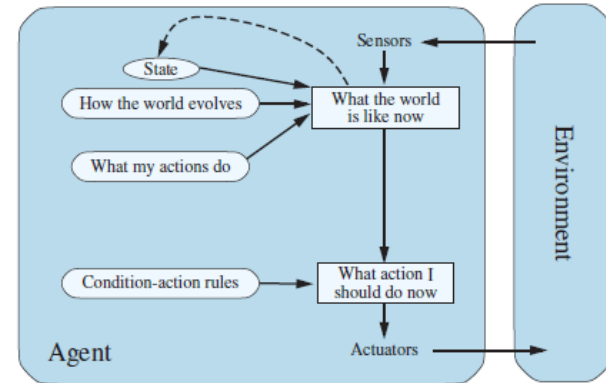 Sensors
State
How the world evolves
What the world
is like now
What my actions do
Environment
Condition-action rules
What action I
should do now
Agent
Actuators